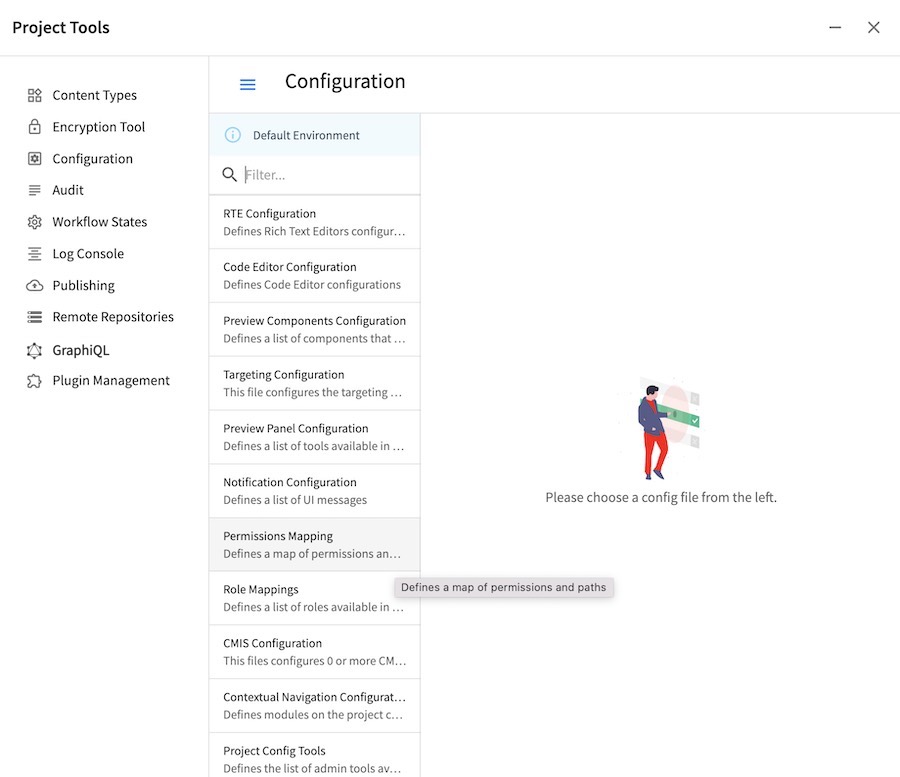 Project Tools
Content Types
Encryption Tool
Configuration
Audit
Workflow States
Log Console
Publishing
Remote Repositories
GraphiQL
Plugin Management
Configuration
Default Environment
Filter...
RTE Configuration
Defines Rich Text Editors configur...
Code Editor Configuration
Defines Code Editor configurations
Preview Components Configuration
Defines a list of components that ...
Targeting Configuration
This file configures the targeting ...
Preview Panel Configuration
Defines a list of tools available in ...
Notification Configuration
Defines a list of UI messages
Permissions Mapping
Defines a map of permissions an...
Defines a map of permissions and paths
Role Mappings
Defines a list of roles available in ...
CMIS Configuration
This files configures 0 or more CM...
Contextual Navigation Configurat...
Defines modules on the project c...
Project Config Tools
Defines the list of admin tools av...
Please choose a config file from the left.